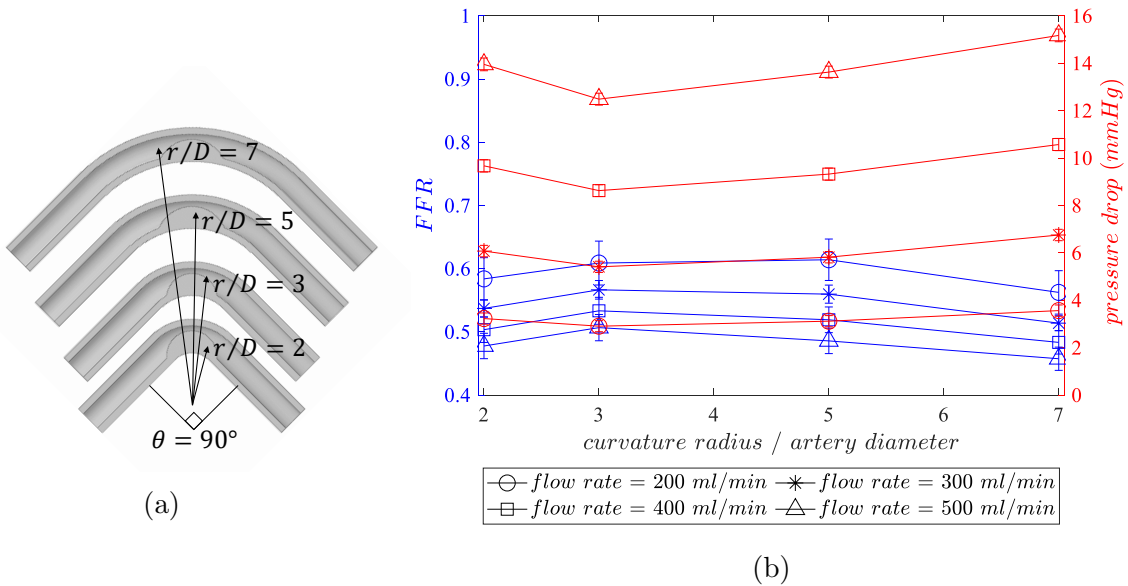 r/D = 7
r/D = 5
r/D = 3
r/D = 2
θ = 90°
(a)
1
0.9
0.8
0.7
0.6
0.5
0.4
FFR
16
14
12
10
8
6
4
2
0
pressure drop (mmHg)
2 3 4 5 6 7
curvature radius / artery diameter
flow rate = 200 ml/min flow rate = 300 ml/min
flow rate = 400 ml/min flow rate = 500 ml/min
(b)